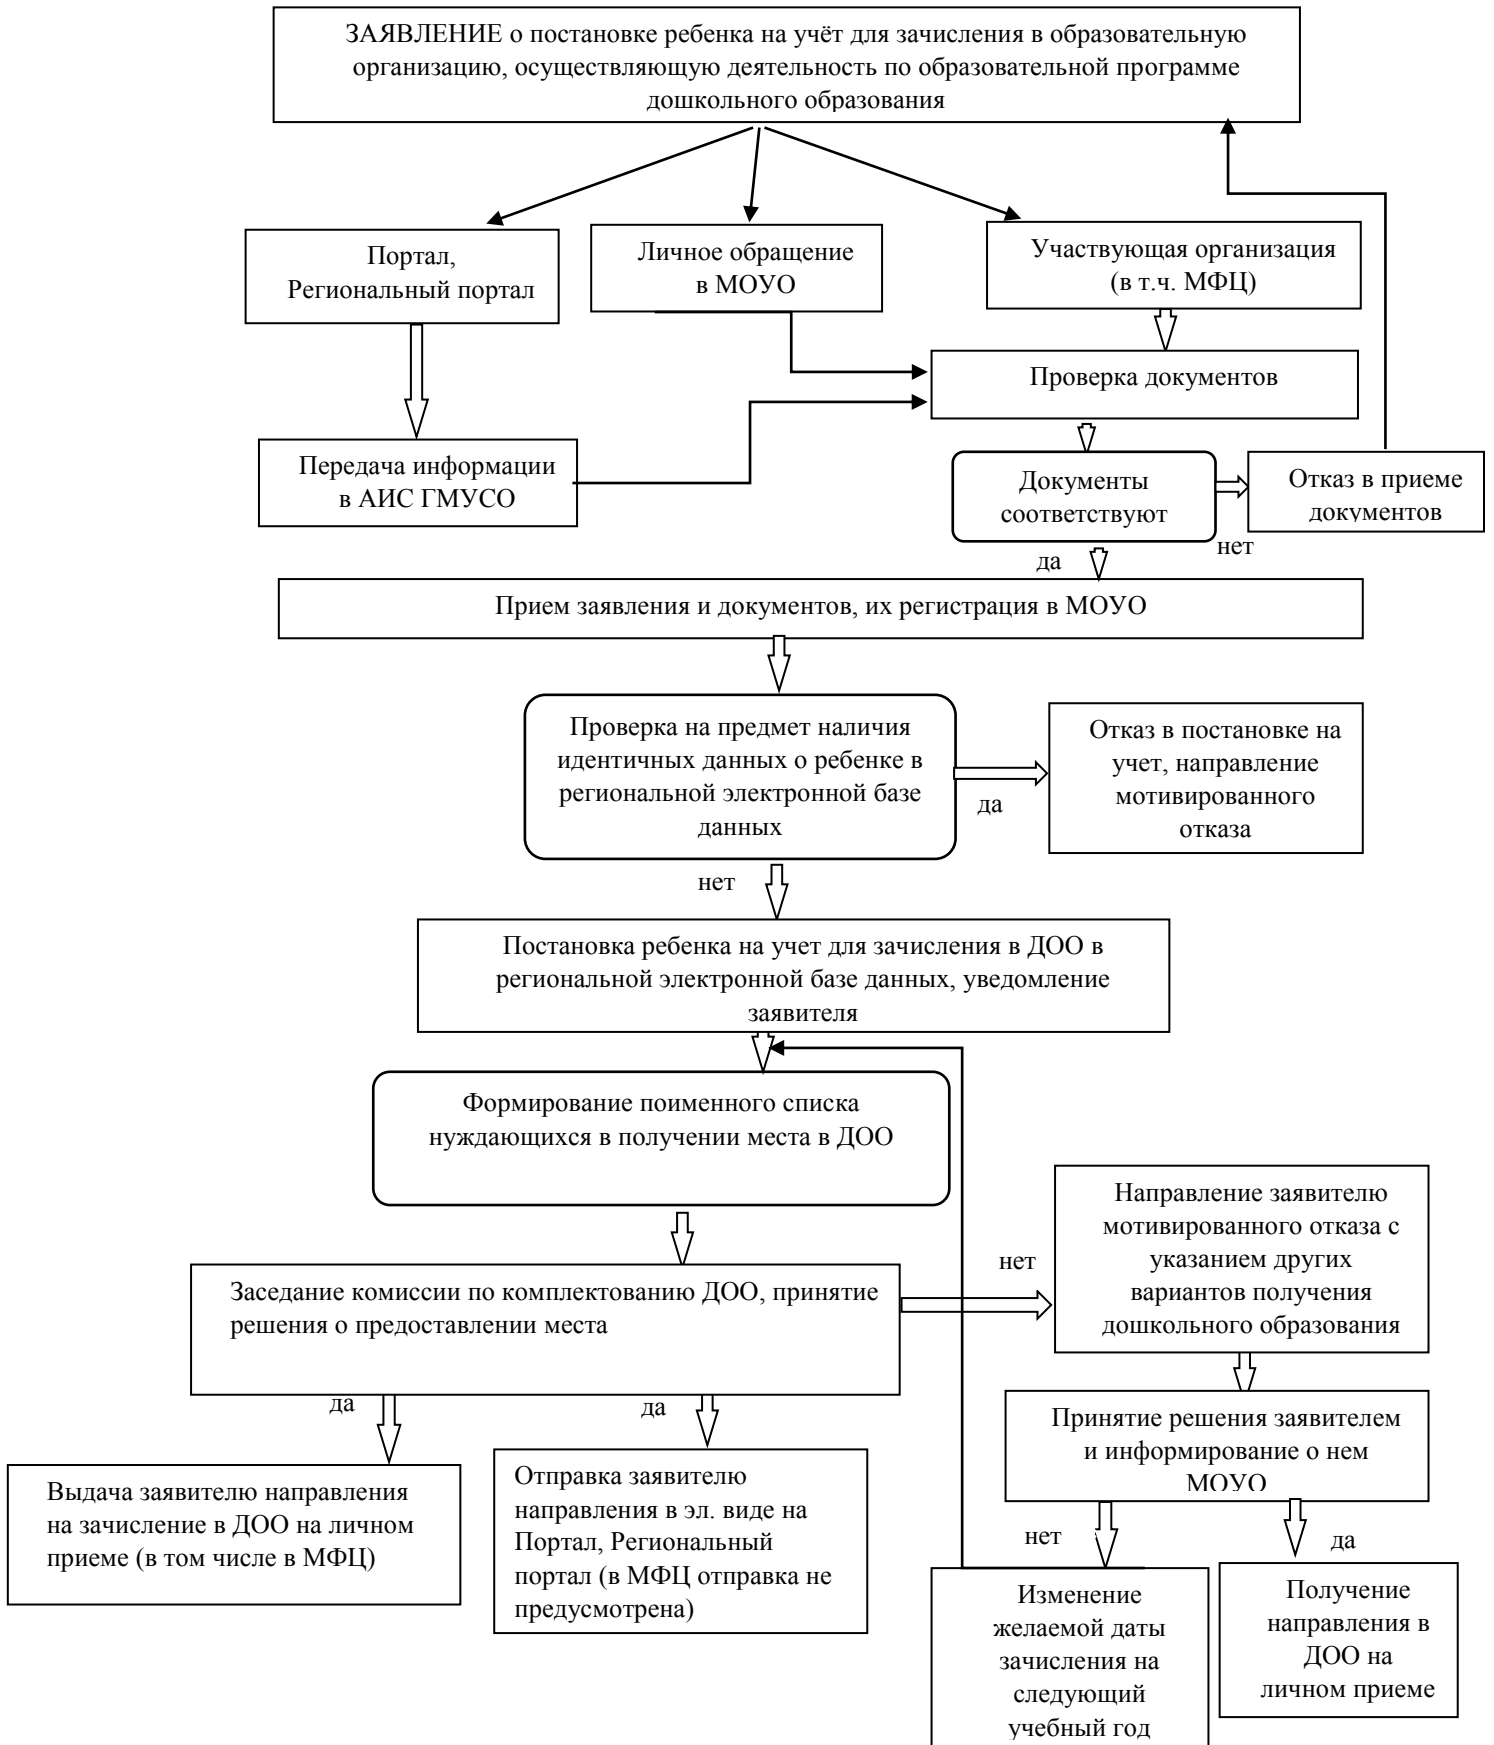 ЗАЯВЛЕНИЕ о постановке ребенка на учёт для зачисления в образовательную
организацию, осуществляющую деятельность по образовательной программе
дошкольного образования
Портал,
Региональный портал
Личное обращение
в МОУО
Участвующая организация
(в т.ч. МФЦ)
Проверка документов
Передача информации
в АИС ГМУСО
Документы
соответствуют
Отказ в приеме
документов
нет
да
Прием заявления и документов, их регистрация в МОУО
Проверка на предмет наличия
идентичных данных о ребенке в
региональной электронной базе
данных
Отказ в постановке на
учет, направление
мотивированного
отказа
да
нет
Постановка ребенка на учет для зачисления в ДОО в
региональной электронной базе данных, уведомление
заявителя
Формирование поименного списка
нуждающихся в получении места в ДОО
Направление заявителю
мотивированного отказа с
указанием других
вариантов получения
дошкольного образования
нет
Заседание комиссии по комплектованию ДОО, принятие
решения о предоставлении места
да
да
Принятие решения заявителем
и информирование о нем
МОУО
Выдача заявителю направления
на зачисление в ДОО на личном
приеме (в том числе в МФЦ)
Отправка заявителю
направления в эл. виде на
Портал, Региональный
портал (в МФЦ отправка не
предусмотрена)
нет
да
Изменение
желаемой даты
зачисления на
следующий
учебный год
Получение
направления в
ДОО на
личном приеме